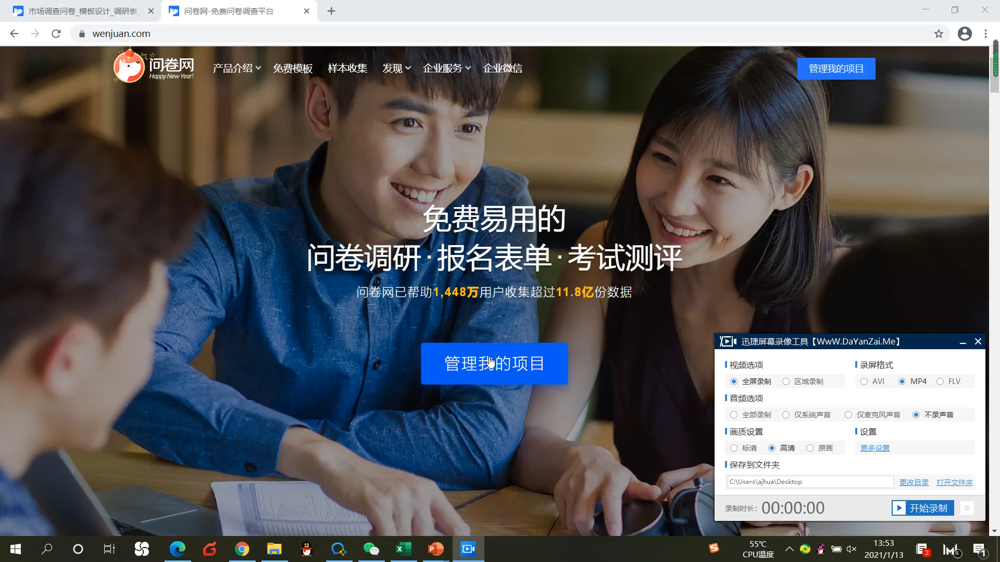 市场调查问卷_模板设计_调研表_
问卷网-免费问卷调查平台
wenjuan.com
问卷网
Happy New Year!
产品介绍 免费模板 样本收集 发现 企业服务 企业微信
管理我的项目
免费易用的
问卷调研·报名表单·考试测评
问卷网已帮助1,448万用户收集超过11.8亿份数据
管理我的项目
迅捷屏幕录像工具【WwW.DaYanZai.Me】
视频选项 录屏格式
全屏录制 区域录制 AVI MP4 FLV
音频选项
全部录制 仅系统声音 仅麦克风声音 不录声音
画质设置 设置
标清 高清 原画 更多设置
保存到文件夹
C:\Users\ajhua\Desktop 更改目录 打开文件夹
录制时长: 00:00:00 开始录制
55℃
CPU温度
13:53
2021/1/13
2
1